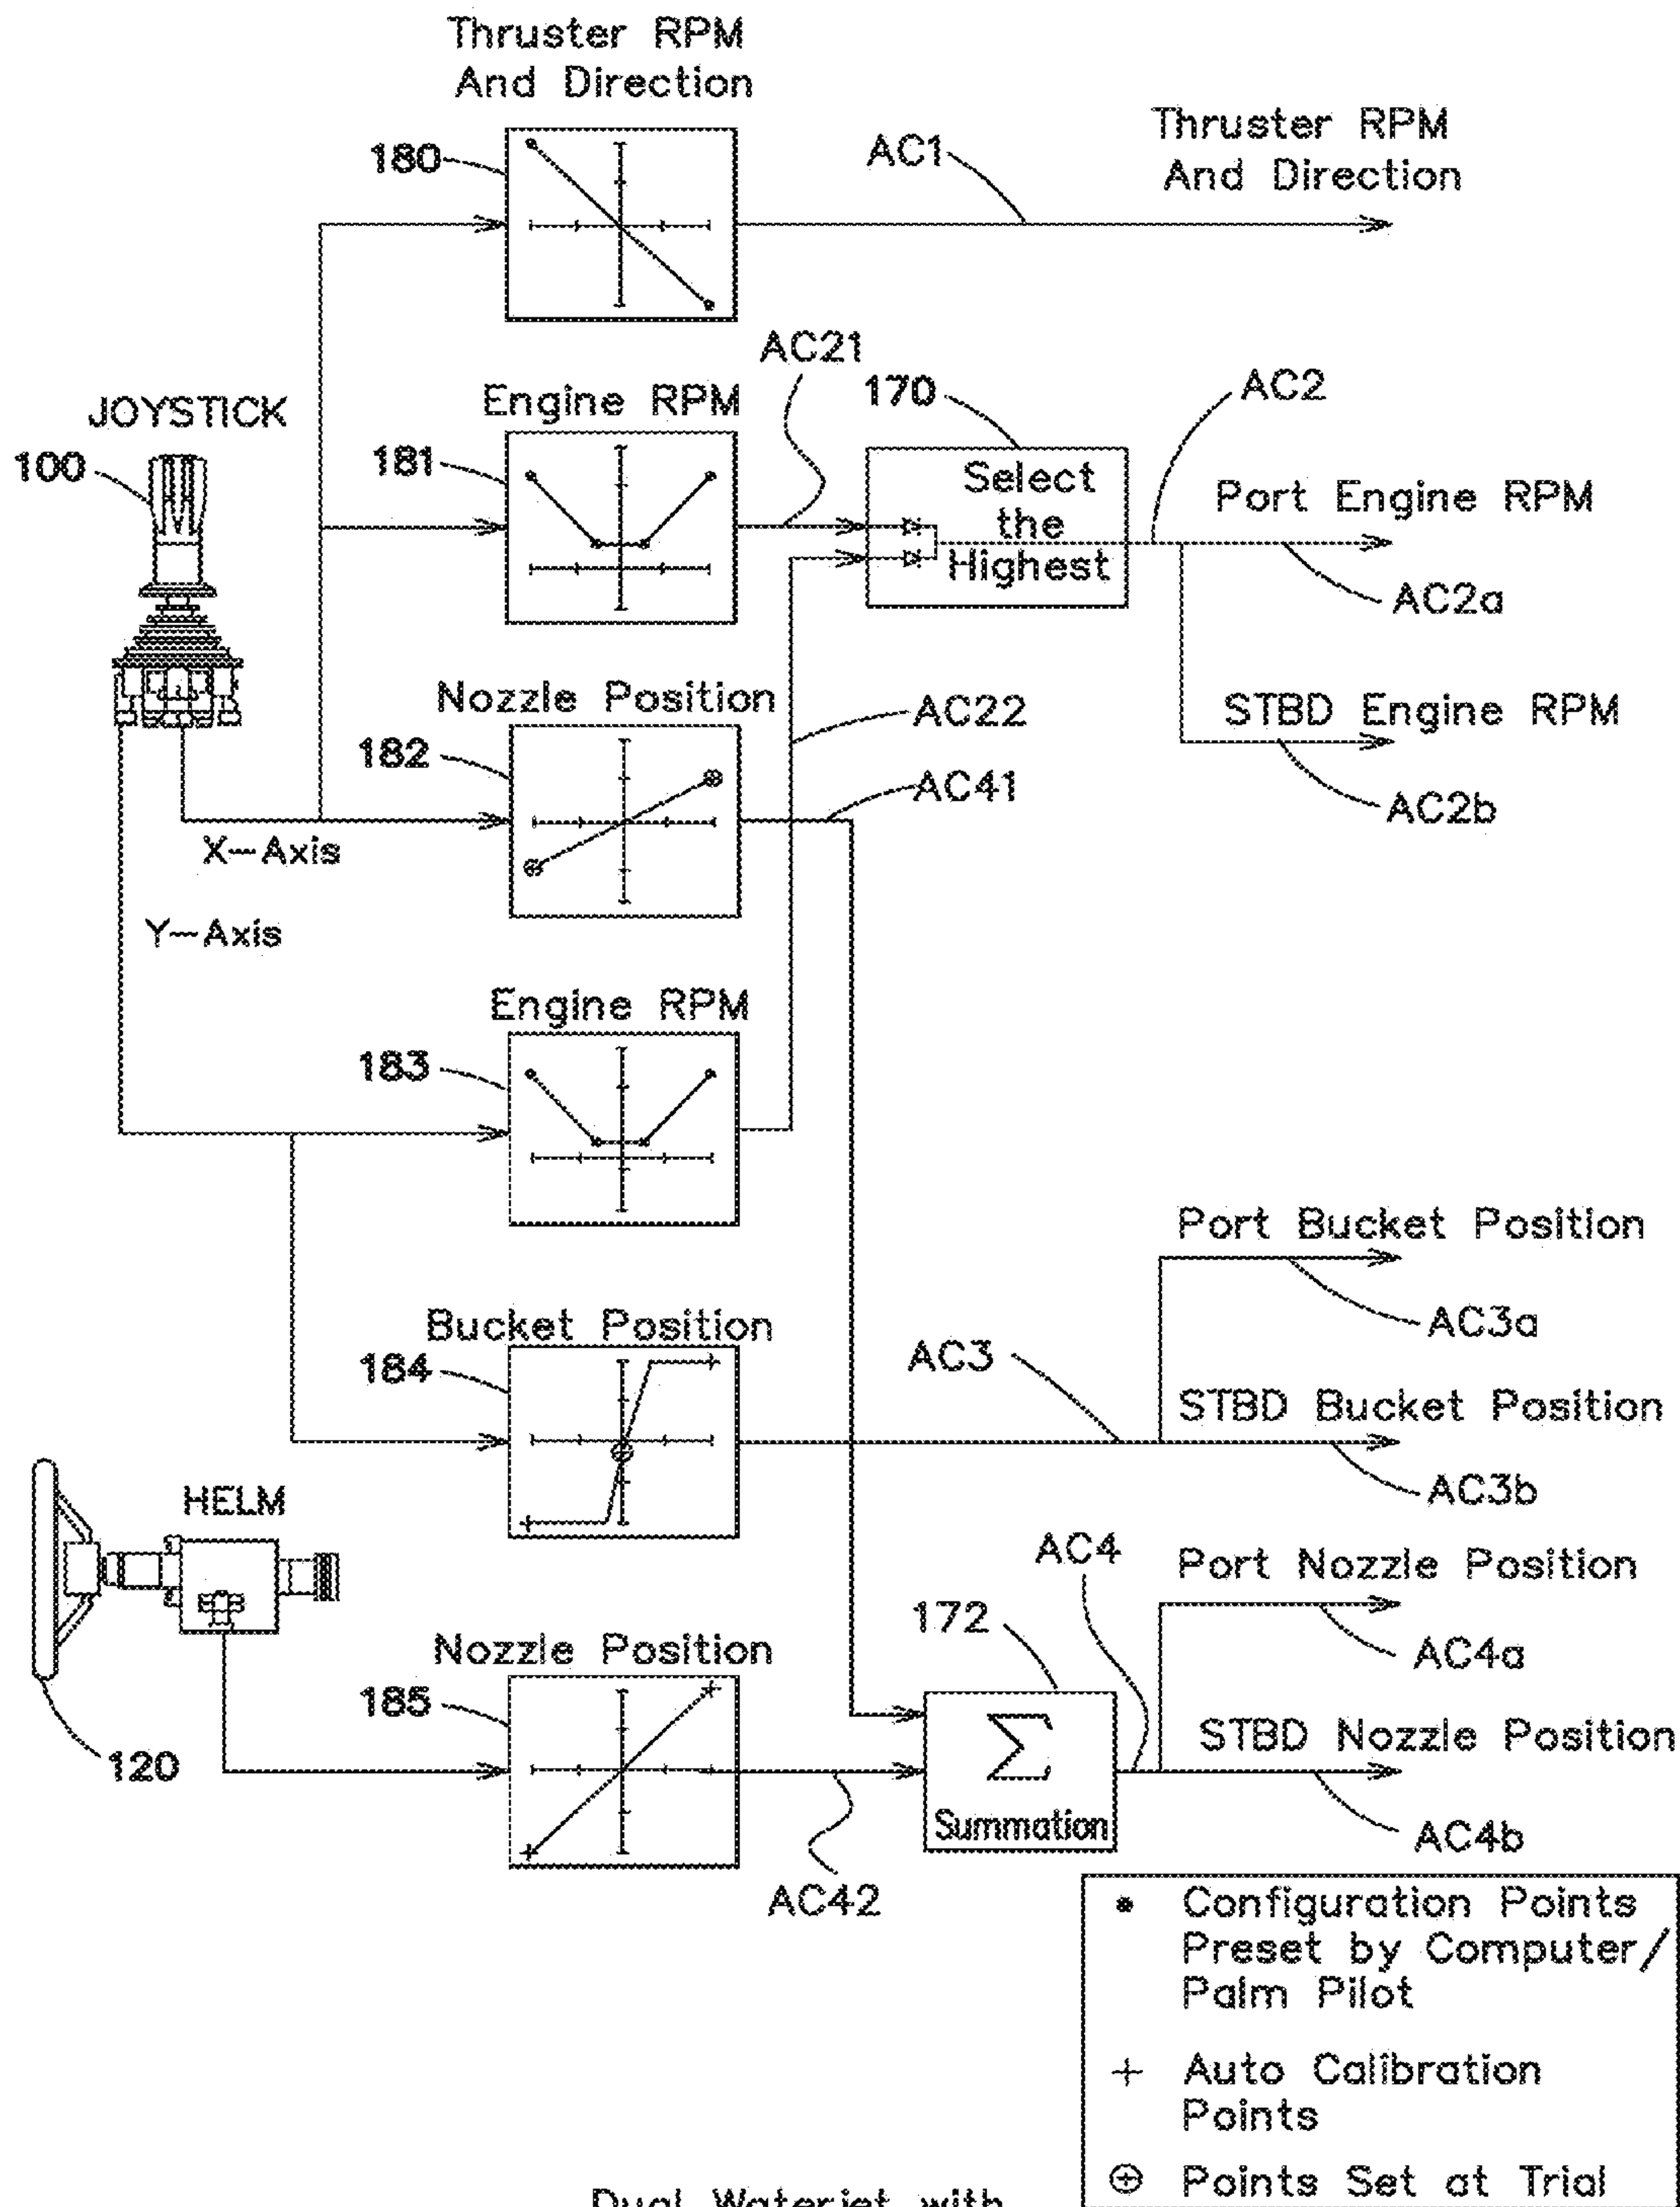 Thruster RPM
And Direction
180
AC1
Thruster RPM
And Direction
AC21
Engine RPM
181
170
Select
the
Highest
AC2
Port Engine RPM
AC2a
STBD Engine RPM
AC2b
JOYSTICK
100
Nozzle Position
182
AC22
AC41
X-Axis
Y-Axis
Engine RPM
183
Port Bucket Position
AC3a
Bucket Position
184
AC3
STBD Bucket Position
AC3b
HELM
120
AC4
Port Nozzle Position
AC4a
172
Nozzle Position
185
Σ
Summation
STBD Nozzle Position
AC4b
AC42
• Configuration Points
Preset by Computer/
Palm Pilot
+ Auto Calibration
Points
⊕ Points Set at Trial
Dual Waterjet with